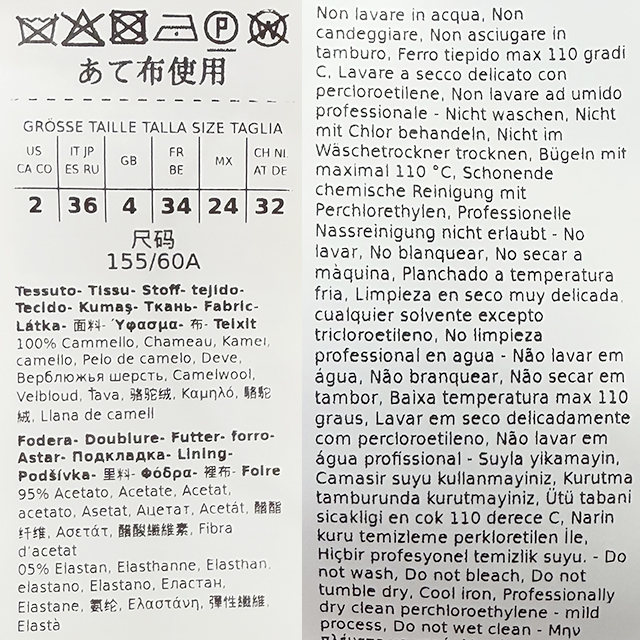 P
W
あて布使用
GRÖSSE TAILLE TALLA SIZE TAGLIA
US
CA CO
IT JP
ES RU
GB
FR
BE
MX
CH NL
AT DE
2 36 4 34 24 32
尺码
155/60A
Tessuto- Tissu- Stoff- tejido-
Tecido- Kumaş- Ткань- Fabric-
Látka- 面料- Ύφασμα- 布- Teixit
100% Cammello, Chameau, Kamel,
camello, Pelo de camelo, Deve,
Верблюжья шерсть, Camelwool,
Velbloud, ťava, 骆驼绒, Καμηλό, 駱駝
絨, Llana de camell
Fodera- Doublure- Futter- forro-
Astar- Подкладка- Lining-
Podšívka- 里料- Φόδρα- 裡布- Folre
95% Acetato, Acetate, Acetat,
acetato, Asetat, Ацетат, Acetát, 醋酯
纤维, Ασετάτ, 醋酸纖維素, Fibra
d'acetat
05% Elastan, Elasthanne, Elasthan,
elastano, Elastano, Еластан,
Elastane, 氨纶, Ελαστάνη, 彈性纖維,
Elastà
Non lavare in acqua, Non
candeggiare, Non asciugare in
tamburo, Ferro tiepido max 110 gradi
C, Lavare a secco delicato con
percloroetilene, Non lavare ad umido
professionale - Nicht waschen, Nicht
mit Chlor behandeln, Nicht im
Wäschetrockner trocknen, Bügeln mit
maximal 110 °C, Schonende
chemische Reinigung mit
Perchlorethylen, Professionelle
Nassreinigung nicht erlaubt - No
lavar, No blanquear, No secar a
màquina, Planchado a temperatura
fria, Limpieza en seco muy delicada,
cualquier solvente excepto
tricloroetileno, No limpieza
professional en agua - Não lavar em
água, Não branquear, Não secar em
tambor, Baixa temperatura max 110
graus, Lavar em seco delicadamente
com percloroetileno, Não lavar em
água profissional - Suyla yikamayin,
Camasir suyu kullanmayiniz, Kurutma
tamburunda kurutmayiniz, Ütü tabani
sicakligi en cok 110 derece C, Narin
kuru temizleme perkloretilen İle,
Hiçbir profesyonel temizlik suyu. - Do
not wash, Do not bleach, Do not
tumble dry, Cool iron, Professionally
dry clean perchloroethylene - mild
process, Do not wet clean - Μην